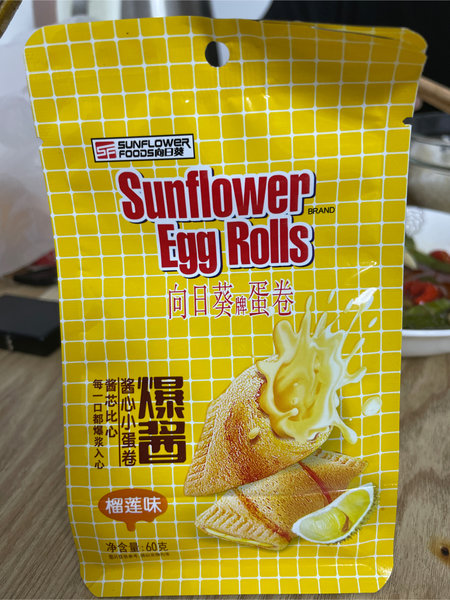 SF SUNFLOWER
FOODS向日葵
Sunflower
BRAND
Egg Rolls
向日葵牌蛋卷
爆酱
酱心小蛋卷
酱芯比心
每一口都爆浆入心
榴莲味
净含量:60克